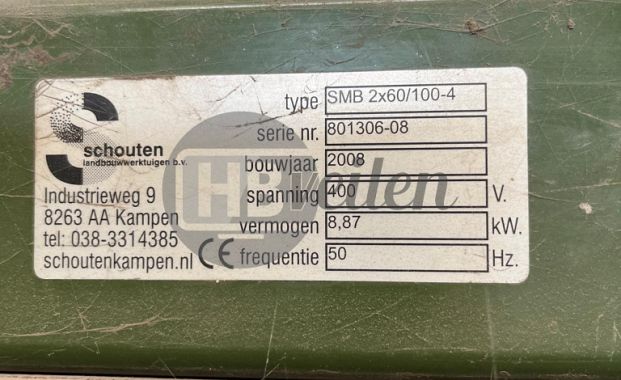 schouten
landbouwwerktuigen b.v.
Industrieweg 9
8263 AA Kampen
tel: 038-3314385
schoutenkampen.nl
CE
type SMB 2x60/100-4
serie nr. 801306-08
bouwjaar 2008
spanning 400 V.
vermogen 8,87 kW.
frequentie 50 Hz.
HBveilen